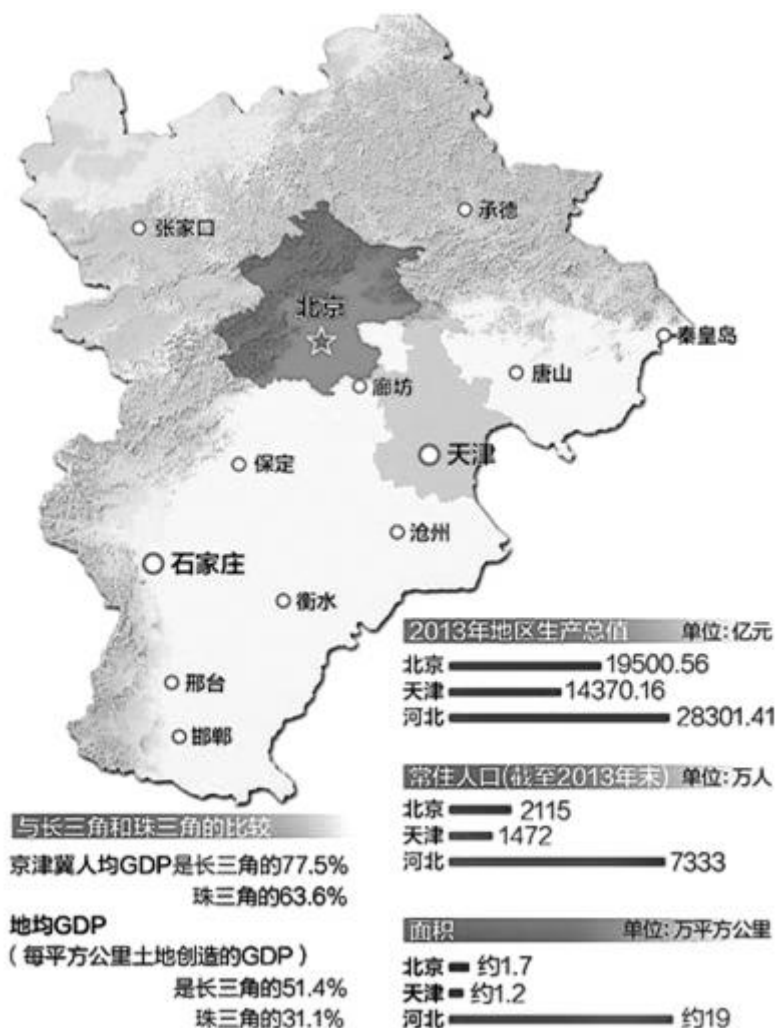 张家口
承德
北京
秦皇岛
唐山
廊坊
天津
保定
沧州
石家庄
衡水
邢台
邯郸
2013年地区生产总值 单位:亿元
北京 19500.56
天津 14370.16
河北 28301.41
常住人口(截至2013年末) 单位:万人
北京 2115
天津 1472
河北 7333
与长三角和珠三角的比较
京津冀人均GDP是长三角的77.5%
珠三角的63.6%
地均GDP
(每平方公里土地创造的GDP)
是长三角的51.4%
珠三角的31.1%
面积 单位:万平方公里
北京 约1.7
天津 约1.2
河北 约19